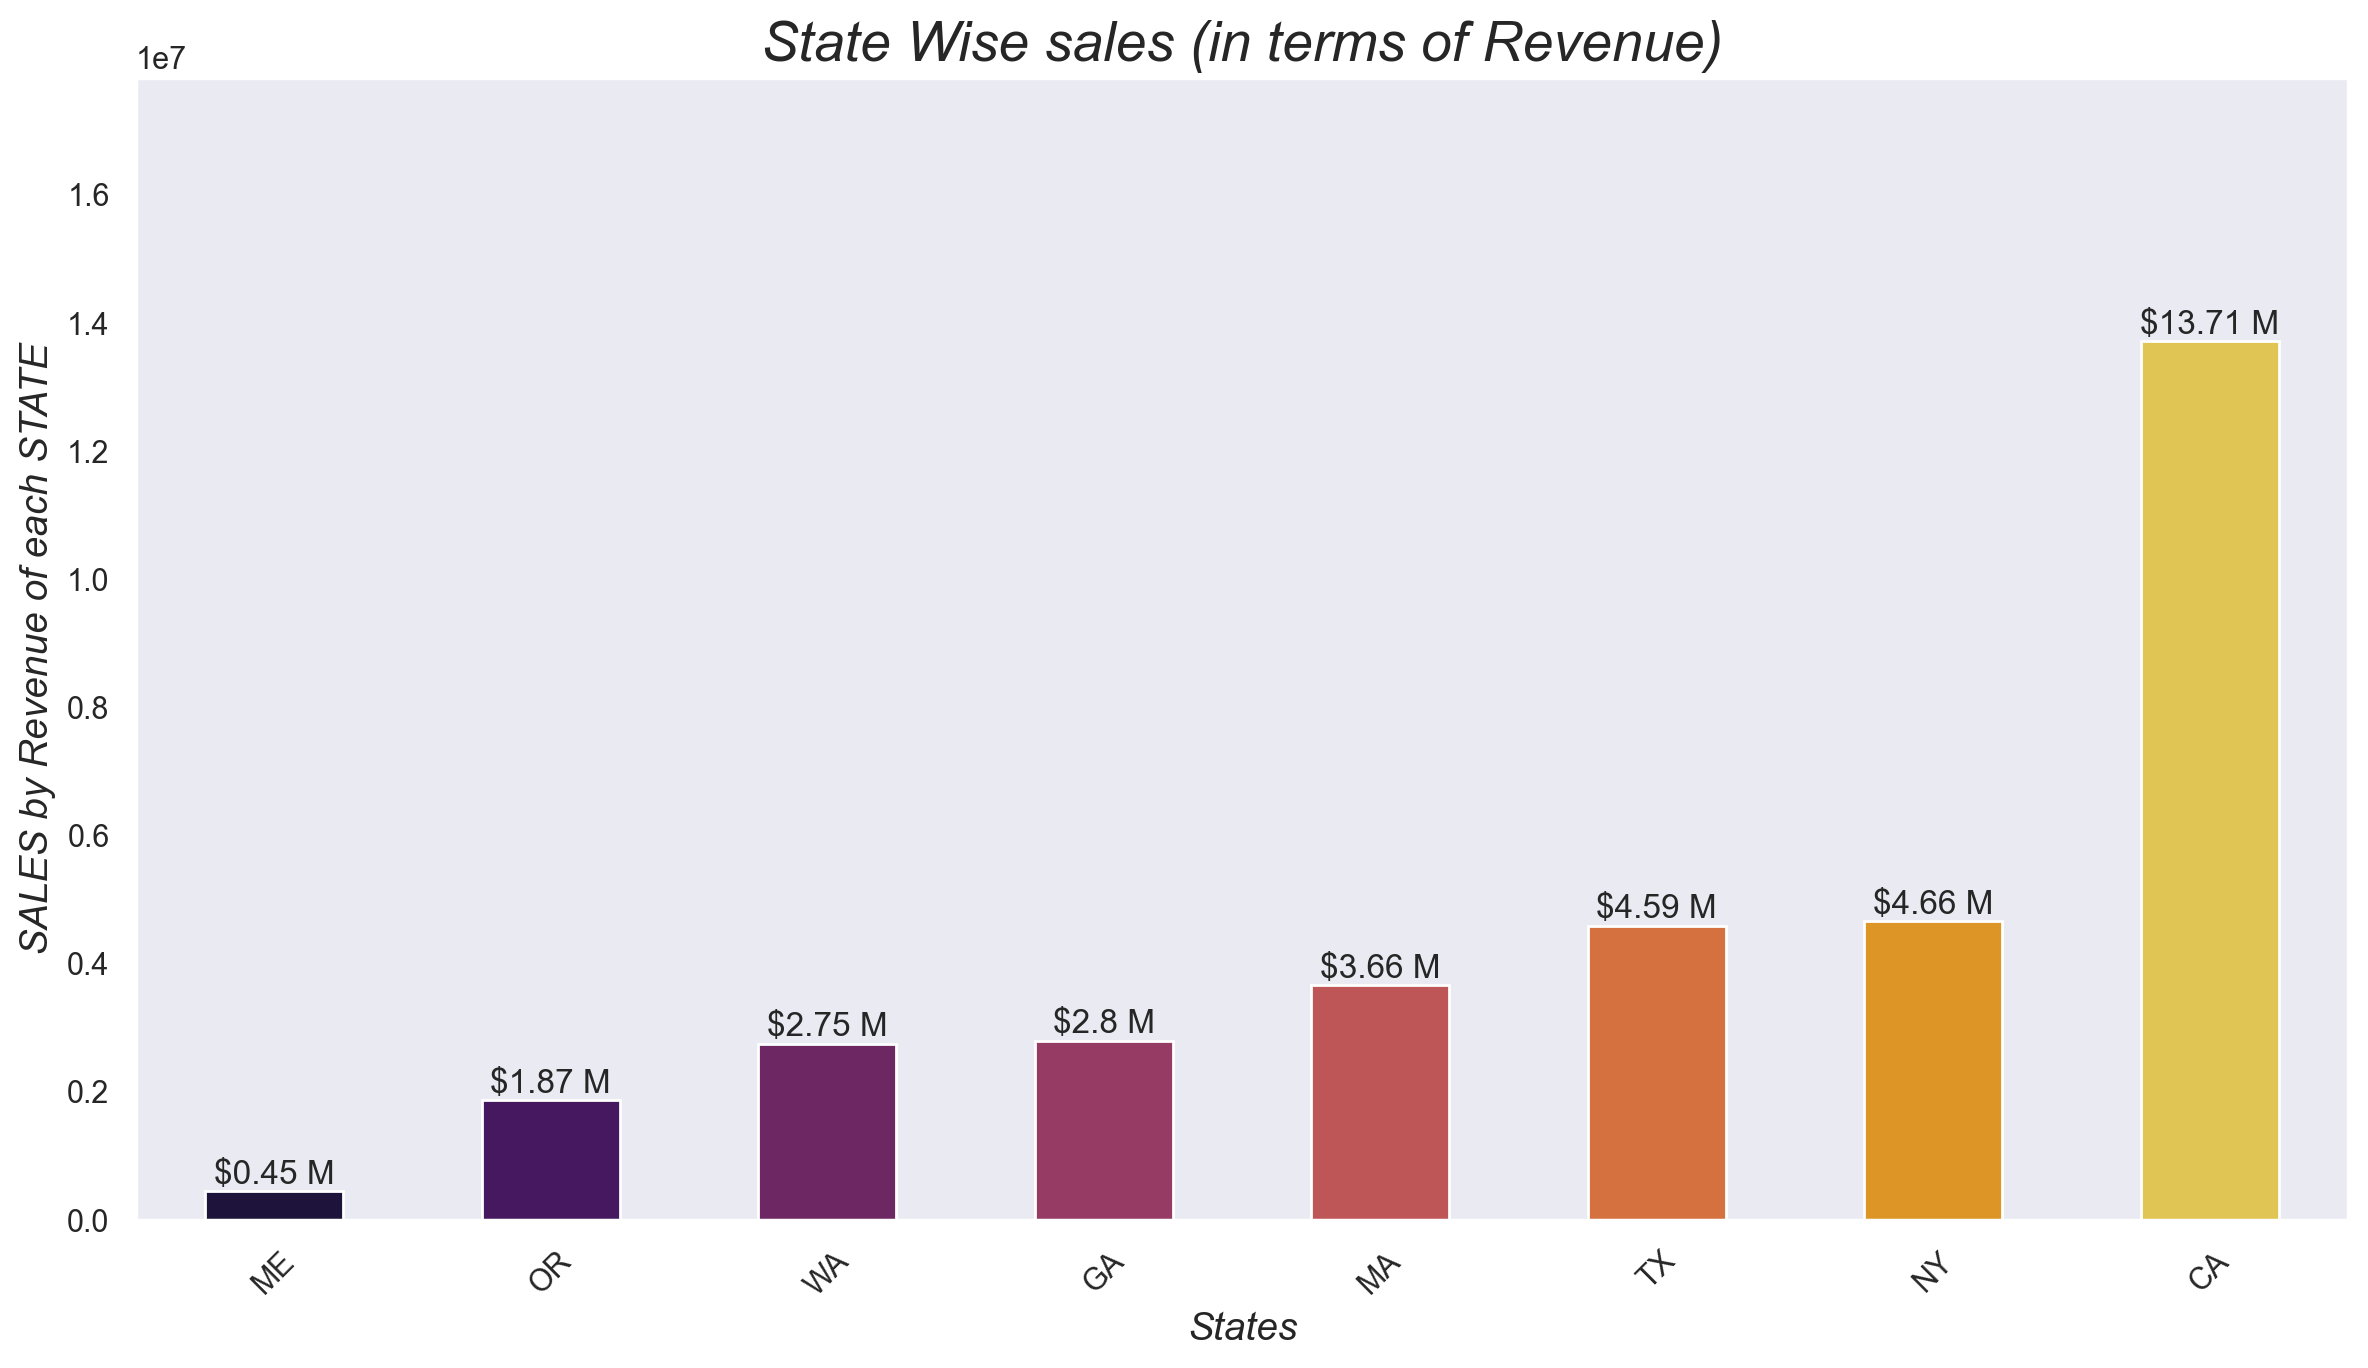 State Wise sales (in terms of Revenue)
1e7
SALES by Revenue of each STATE
1.6
1.4
1.2
1.0
0.8
0.6
0.4
0.2
0.0
$0.45 M
$1.87 M
$2.75 M
$2.8 M
$3.66 M
$4.59 M
$4.66 M
$13.71 M
ME
OR
WA
GA
MA
TX
NY
CA
States